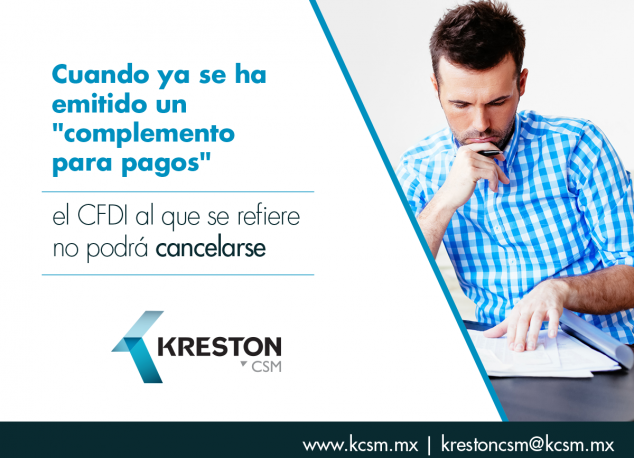 Cuando ya se ha
emitido un
"complemento
para pagos"
el CFDI al que se refiere
no podrá cancelarse
KRESTON
CSM
www.kcsm.mx | krestoncsm@kcsm.mx